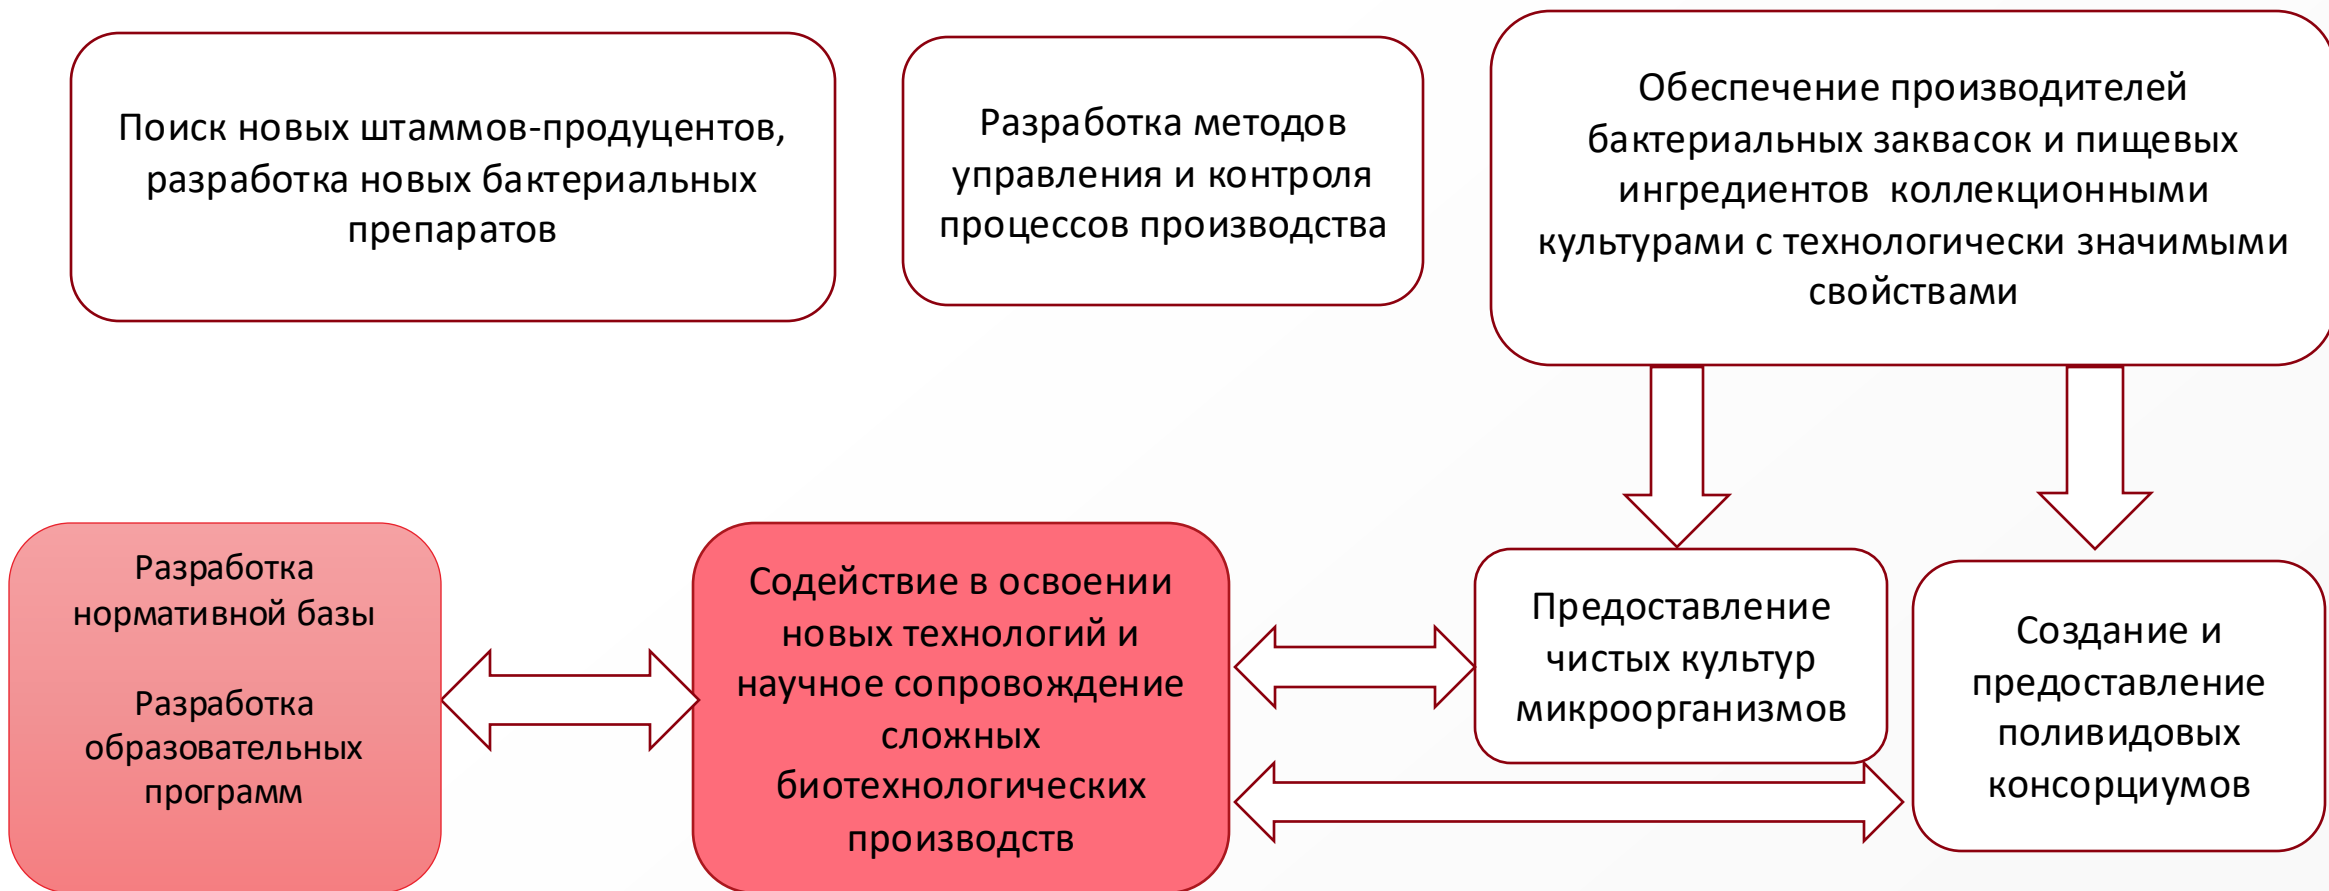 Поиск новых штаммов-продуцентов,
разработка новых бактериальных
препаратов
Разработка методов
управления и контроля
процессов производства
Обеспечение производителей
бактериальных заквасок и пищевых
ингредиентов  коллекционными
культурами с технологически значимыми
свойствами
Разработка
нормативной базы
Разработка
образовательных
программ
Содействие в освоении
новых технологий и
научное сопровождение
сложных
биотехнологических
производств
Предоставление
чистых культур
микроорганизмов
Создание и
предоставление
поливидовых
консорциумов